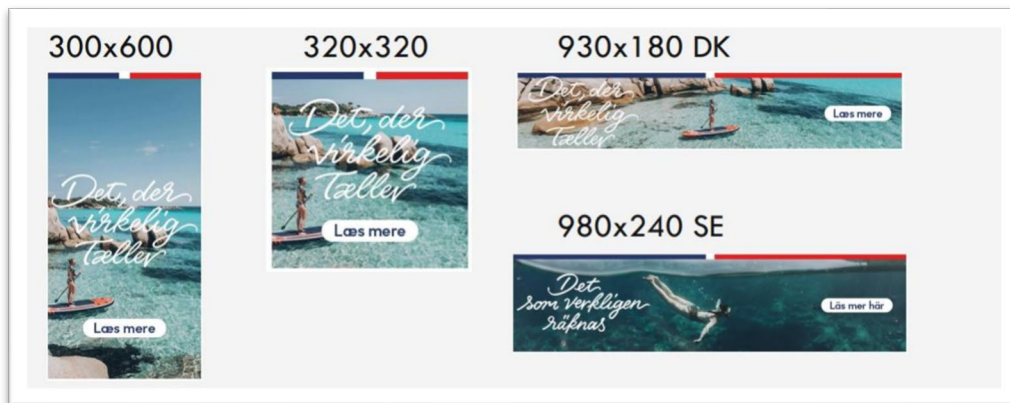 300x600
Det, der
virkelig
tæller
Læs mere
320x320
Det, der
virkelig
tæller
Læs mere
930x180 DK
Det, der
virkelig
tæller
Læs mere
980x240 SE
Det
som verkligen
räknas
Läs mer här